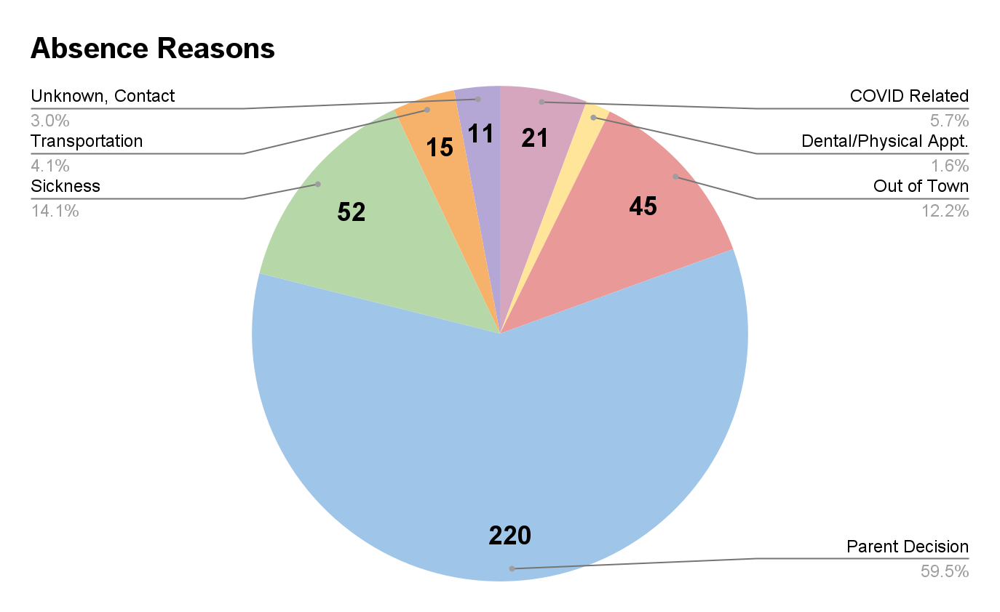 Absence Reasons
Unknown, Contact
3.0%
Transportation
4.1%
Sickness
14.1%
COVID Related
5.7%
Dental/Physical Appt.
1.6%
Out of Town
12.2%
11
21
15
45
52
220
Parent Decision
59.5%